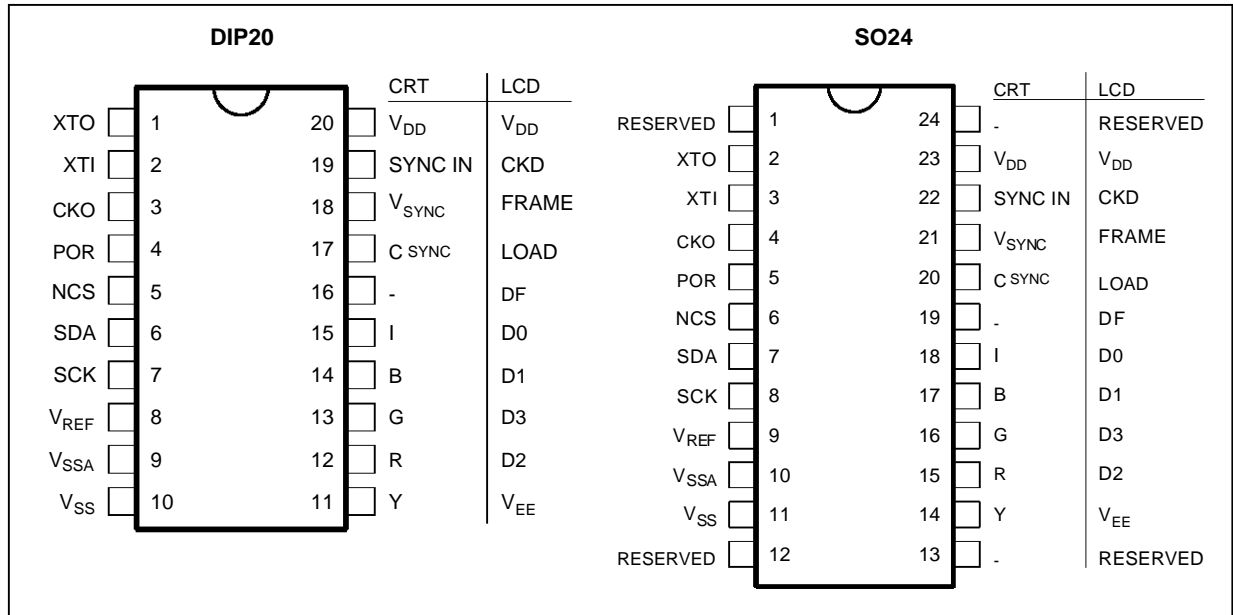 DIP20
CRT LCD
XTO 1 20 VDD VDD
XTI 2 19 SYNC IN CKD
CKO 3 18 VSYNC FRAME
POR 4 17 C SYNC LOAD
NCS 5 16 - DF
SDA 6 15 I D0
SCK 7 14 B D1
VREF 8 13 G D3
VSSA 9 12 R D2
VSS 10 11 Y VEE
SO24
CRT LCD
RESERVED 1 24 - RESERVED
XTO 2 23 VDD VDD
XTI 3 22 SYNC IN CKD
CKO 4 21 VSYNC FRAME
POR 5 20 C SYNC LOAD
NCS 6 19 - DF
SDA 7 18 I D0
SCK 8 17 B D1
VREF 9 16 G D3
VSSA 10 15 R D2
VSS 11 14 Y VEE
RESERVED 12 13 - RESERVED